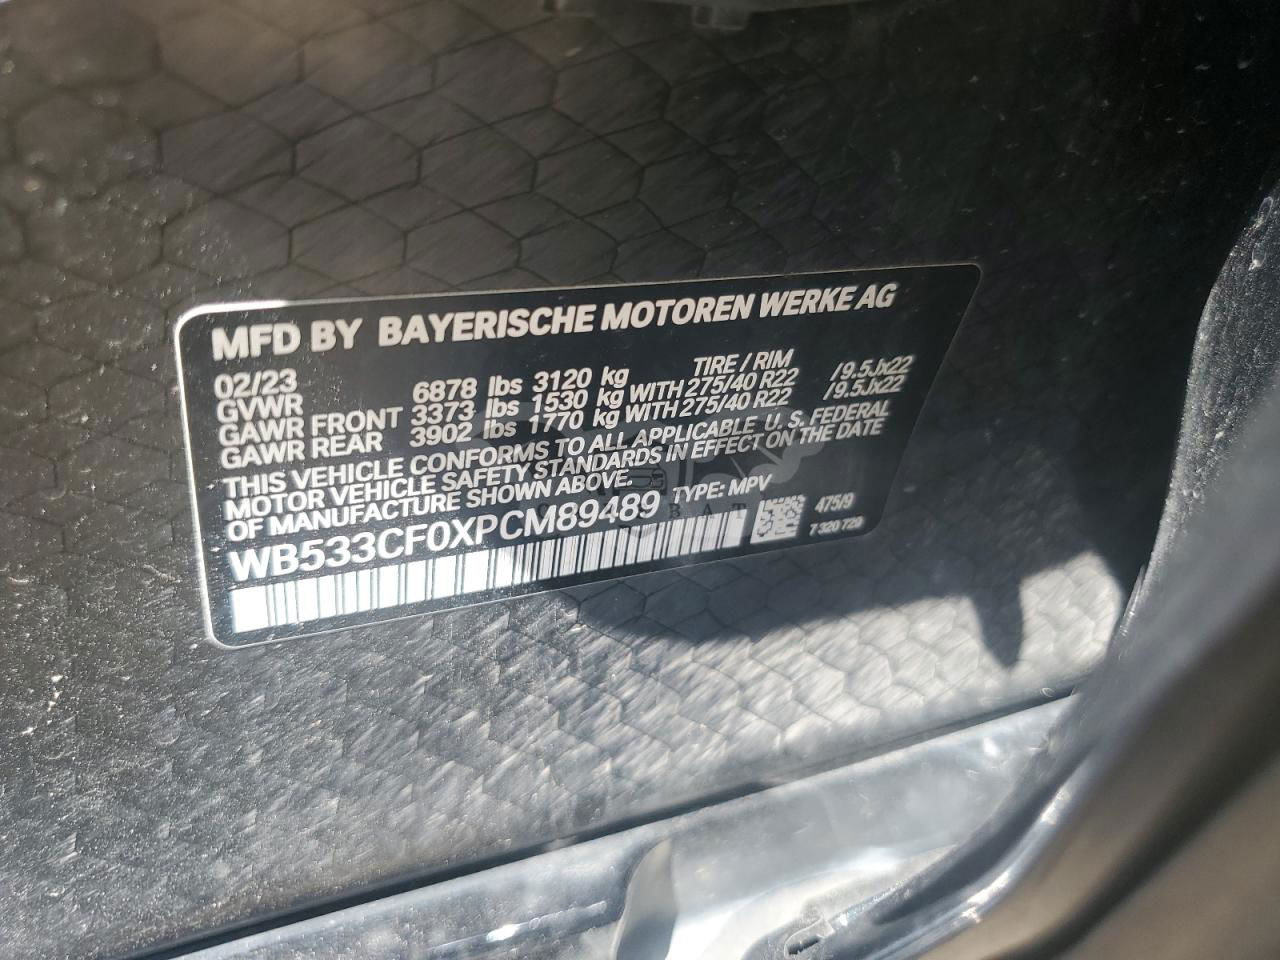 MFD BY BAYERISCHE MOTOREN WERKE AG
02/23 TIRE / RIM
GVWR 6878 lbs 3120 kg
GAWR FRONT 3373 lbs 1530 kg WITH 275/40 R22 /9.5Jx22
GAWR REAR 3902 lbs 1770 kg WITH 275/40 R22 /9.5Jx22
THIS VEHICLE CONFORMS TO ALL APPLICABLE U. S. FEDERAL
MOTOR VEHICLE SAFETY STANDARDS IN EFFECT ON THE DATE
OF MANUFACTURE SHOWN ABOVE.
WB533CF0XPCM89489 TYPE: MPV
475/9
7 320 729